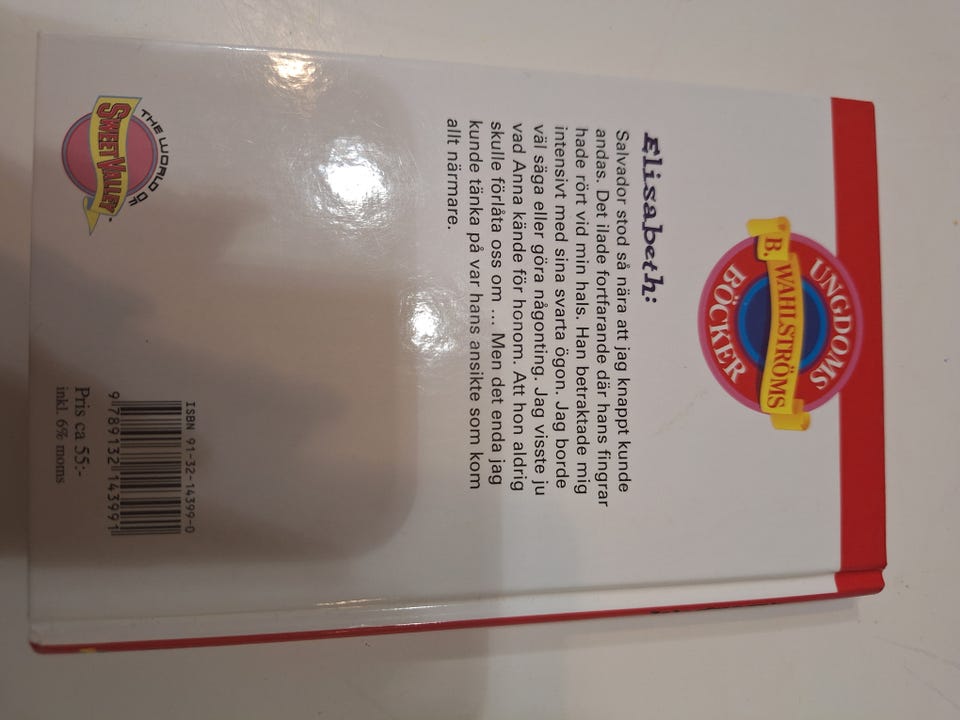 UNGDOMS
B. WAHLSTRÖMS
BÖCKER
Elisabeth:
Salvador stod så nära att jag knappt kunde
andas. Det ilade fortfarande där hans fingrar
hade rört vid min hals. Han betraktade mig
intensivt med sina svarta ögon. Jag borde
väl säga eller göra någonting. Jag visste ju
vad Anna kände för honom. Att hon aldrig
skulle förlåta oss om ... Men det enda jag
kunde tänka på var hans ansikte som kom
allt närmare.
THE WORLD OF
SWEET VALLEY
ISBN 91-32-14399-0
9 789132 143991
Pris ca 55:-
inkl. 6% moms